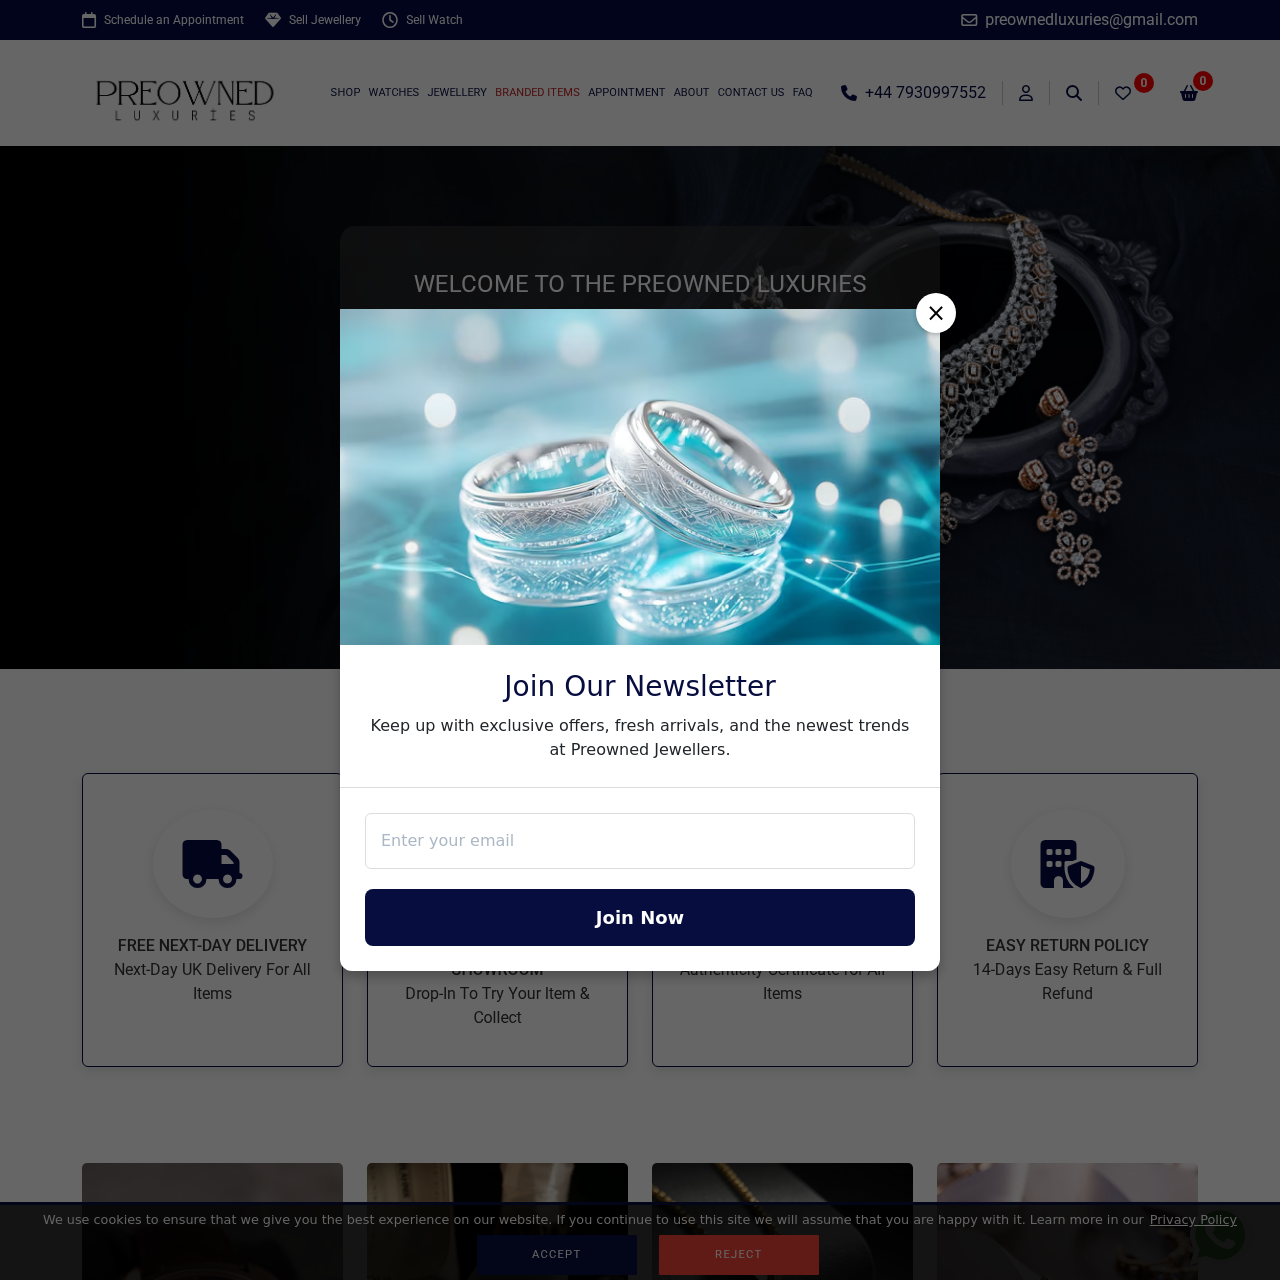 Schedule an Appointment
Sell Jewellery
Sell Watch
preownedluxuries@gmail.com
PREOWNED
LUXURIES
SHOP WATCHES JEWELLERY BRANDED ITEMS APPOINTMENT ABOUT CONTACT US FAQ
+44 7930997552
0
0
WELCOME TO THE PREOWNED LUXURIES
Join Our Newsletter
Keep up with exclusive offers, fresh arrivals, and the newest trends
at Preowned Jewellers.
Enter your email
Join Now
FREE NEXT-DAY DELIVERY
Next-Day UK Delivery For All
Items
SHOWROOM
Drop-In To Try Your Item &
Collect
Authenticity Certificate for All
Items
EASY RETURN POLICY
14-Days Easy Return & Full
Refund
We use cookies to ensure that we give you the best experience on our website. If you continue to use this site we will assume that you are happy with it. Learn more in our Privacy Policy
ACCEPT
REJECT